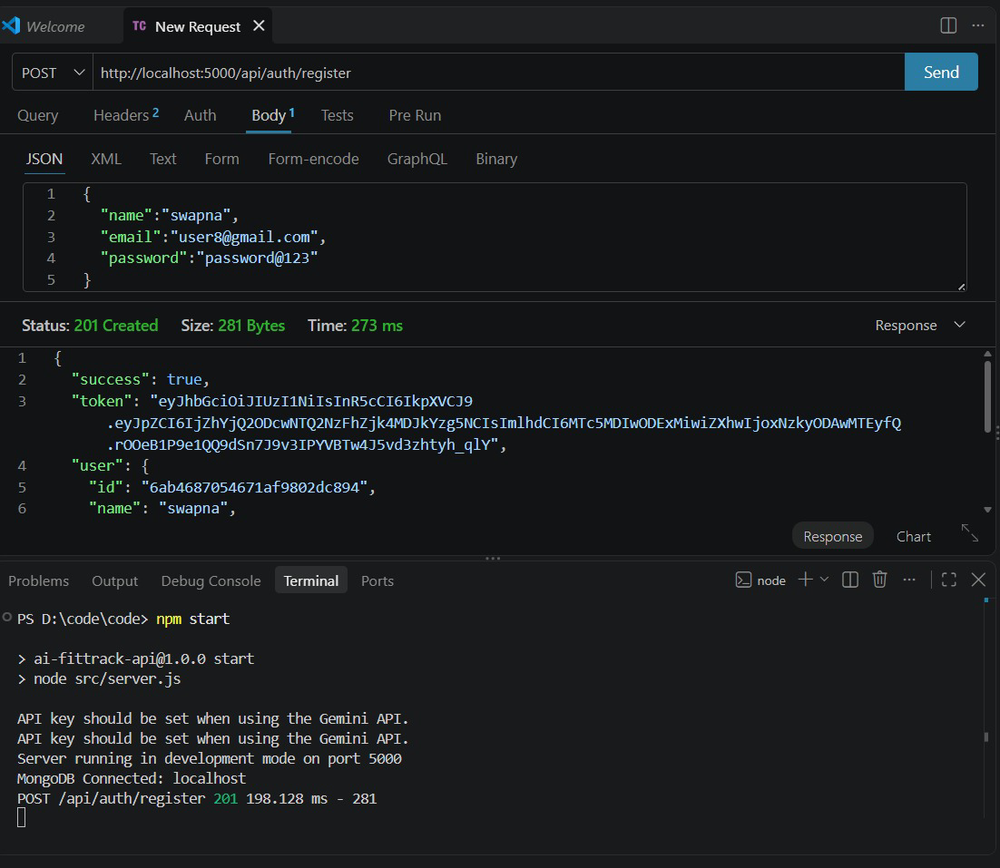 Welcome
TC New Request
POST http://localhost:5000/api/auth/register Send
Query Headers 2 Auth Body 1 Tests Pre Run
JSON XML Text Form Form-encode GraphQL Binary
1 {
2 "name":"swapna",
3 "email":"user8@gmail.com",
4 "password":"password@123"
5 }
Status: 201 Created Size: 281 Bytes Time: 273 ms Response
1 {
2 "success": true,
3 "token": "eyJhbGciOiJIUzI1NiIsInR5cCI6IkpXVCJ9
.eyJpZCI6IjZhYjQ2ODcwNTQ2NzFhZjk4MDJkYzg5NCIsImlhdCI6MTc5MDIwODExMiwiZXhwIjoxNzkyODAwMTEyfQ
.rOOeB1P9e1QQ9dSn7J9v3IPYVBTw4J5vd3zhtyh_qlY",
4 "user": {
5 "id": "6ab4687054671af9802dc894",
6 "name": "swapna",
Response Chart
Problems Output Debug Console Terminal Ports node
PS D:\code\code> npm start
> ai-fittrack-api@1.0.0 start
> node src/server.js
API key should be set when using the Gemini API.
API key should be set when using the Gemini API.
Server running in development mode on port 5000
MongoDB Connected: localhost
POST /api/auth/register 201 198.128 ms - 281